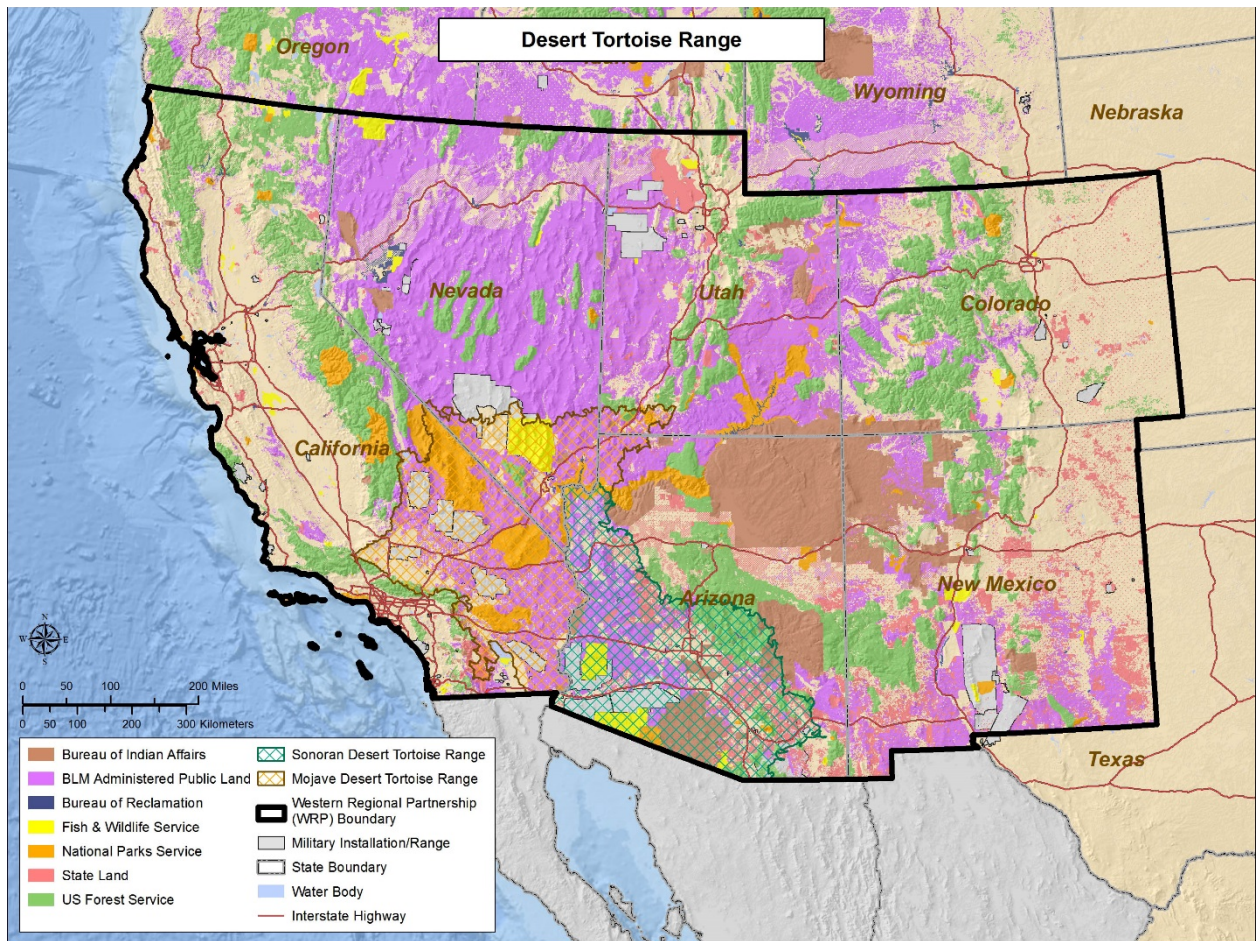 Desert Tortoise Range
Oregon
Wyoming
Nebraska
Nevada
Utah
Colorado
California
Arizona
New Mexico
Texas
N
W E
S
0 50 100 200 Miles
0 50 100 200 300 Kilometers
Bureau of Indian Affairs
BLM Administered Public Land
Bureau of Reclamation
Fish & Wildlife Service
National Parks Service
State Land
US Forest Service
Sonoran Desert Tortoise Range
Mojave Desert Tortoise Range
Western Regional Partnership
(WRP) Boundary
Military Installation/Range
State Boundary
Water Body
Interstate Highway